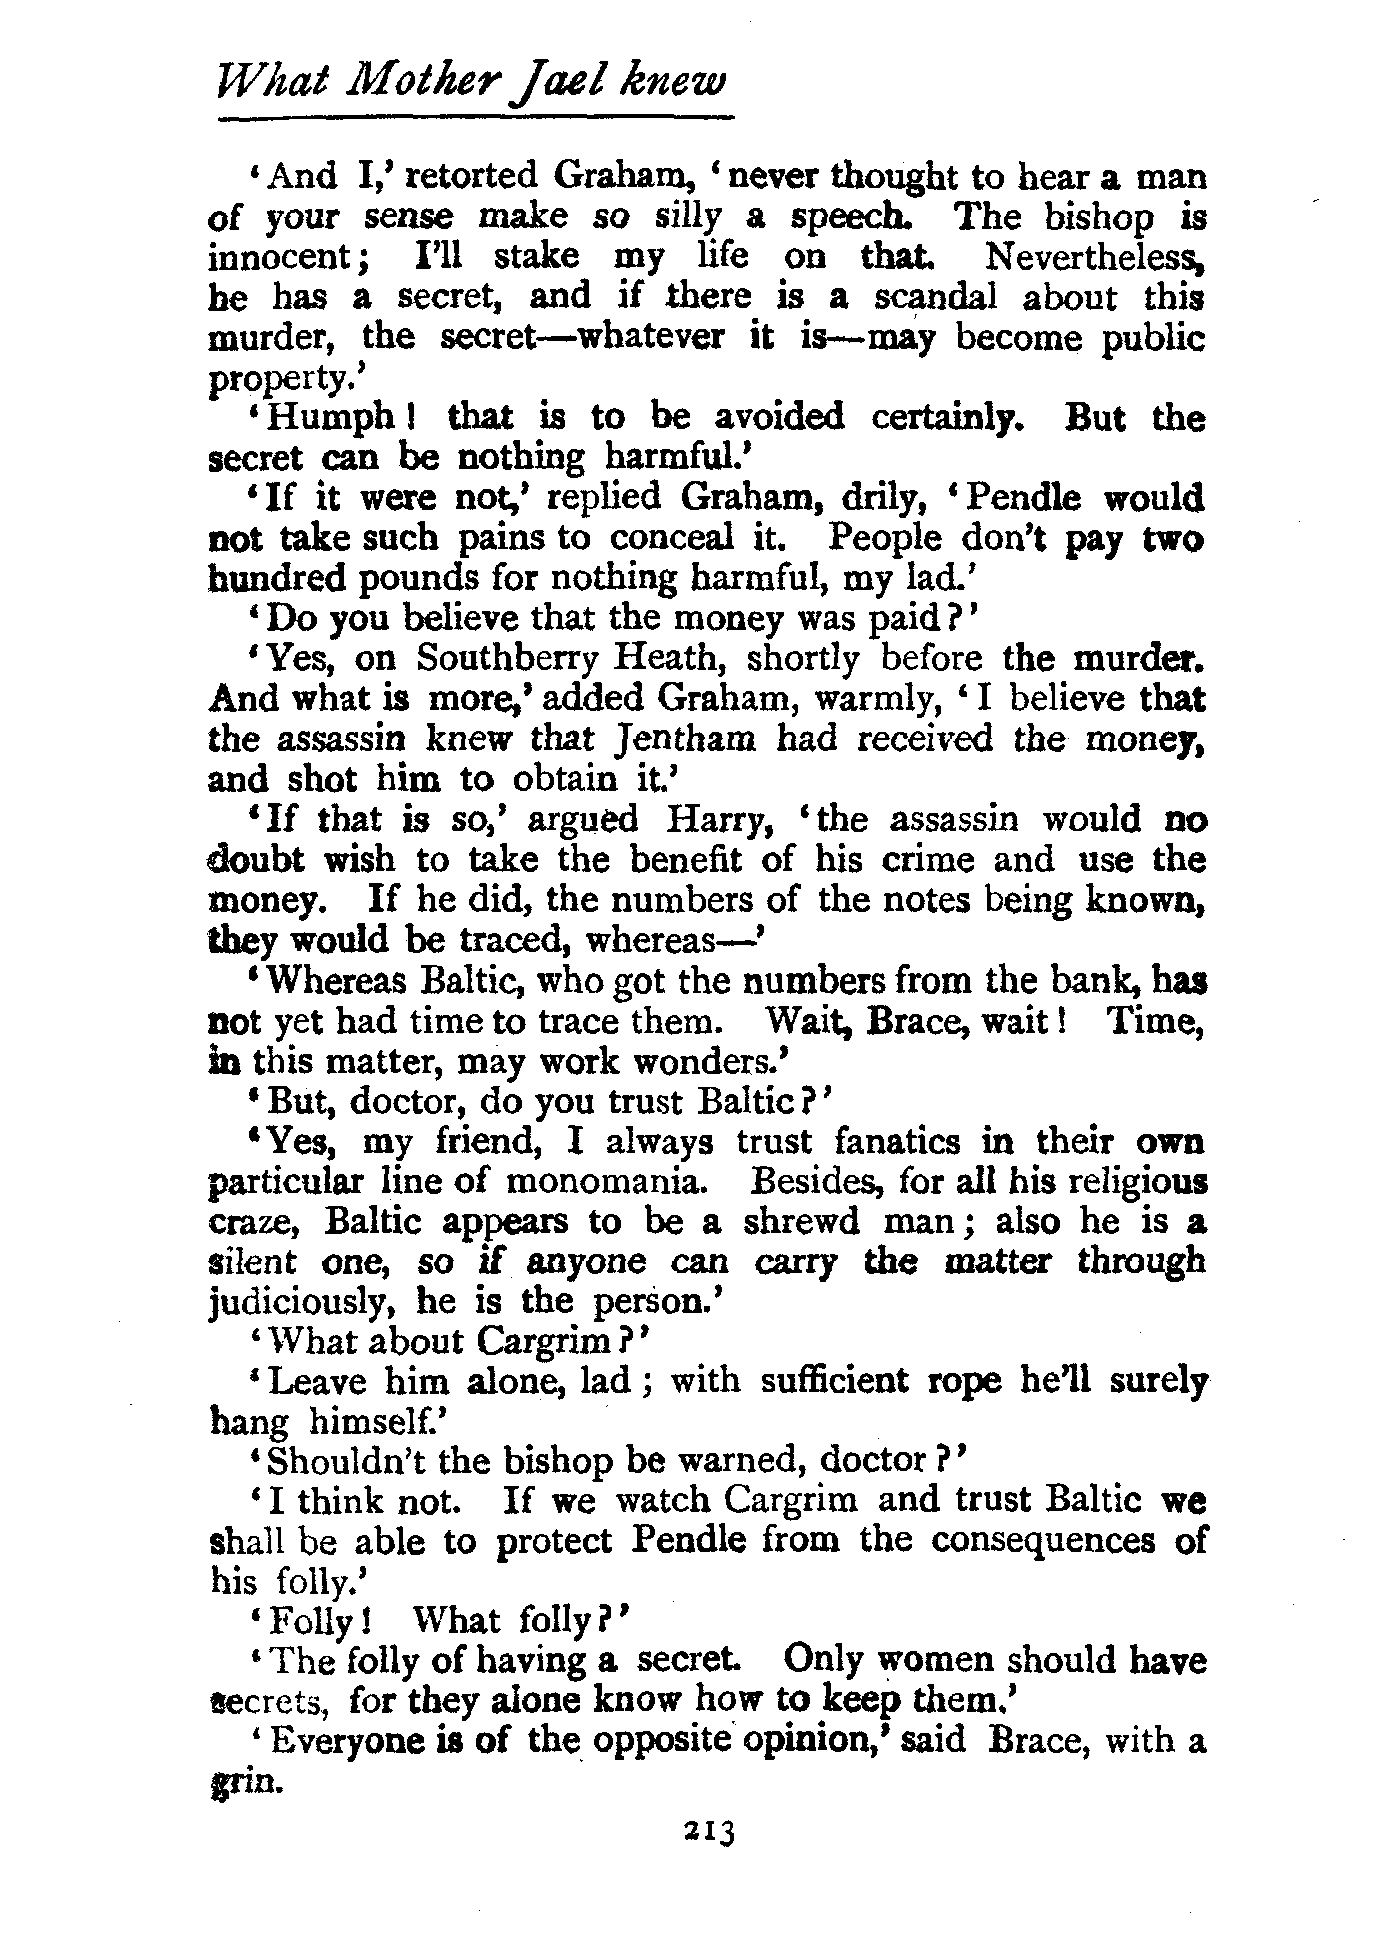 What Mother Jael knew
‘And I,’ retorted Graham, ‘never thought to hear a man
of your sense make so silly a speech. The bishop is
innocent; I’ll stake my life on that. Nevertheless,
he has a secret, and if there is a scandal about this
murder, the secret—whatever it is—may become public
property.’
‘Humph! that is to be avoided certainly. But the
secret can be nothing harmful.’
‘If it were not,’ replied Graham, drily, ‘Pendle would
not take such pains to conceal it. People don’t pay two
hundred pounds for nothing harmful, my lad.’
‘Do you believe that the money was paid?’
‘Yes, on Southberry Heath, shortly before the murder.
And what is more,’ added Graham, warmly, ‘I believe that
the assassin knew that Jentham had received the money,
and shot him to obtain it.’
‘If that is so,’ argued Harry, ‘the assassin would no
doubt wish to take the benefit of his crime and use the
money. If he did, the numbers of the notes being known,
they would be traced, whereas—’
‘Whereas Baltic, who got the numbers from the bank, has
not yet had time to trace them. Wait, Brace, wait! Time,
in this matter, may work wonders.’
‘But, doctor, do you trust Baltic?’
‘Yes, my friend, I always trust fanatics in their own
particular line of monomania. Besides, for all his religious
craze, Baltic appears to be a shrewd man; also he is a
silent one, so if anyone can carry the matter through
judiciously, he is the person.’
‘What about Cargrim?’
‘Leave him alone, lad; with sufficient rope he’ll surely
hang himself.’
‘Shouldn’t the bishop be warned, doctor?’
‘I think not. If we watch Cargrim and trust Baltic we
shall be able to protect Pendle from the consequences of
his folly.’
‘Folly! What folly?’
‘The folly of having a secret. Only women should have
secrets, for they alone know how to keep them.’
‘Everyone is of the opposite opinion,’ said Brace, with a
grin.
213